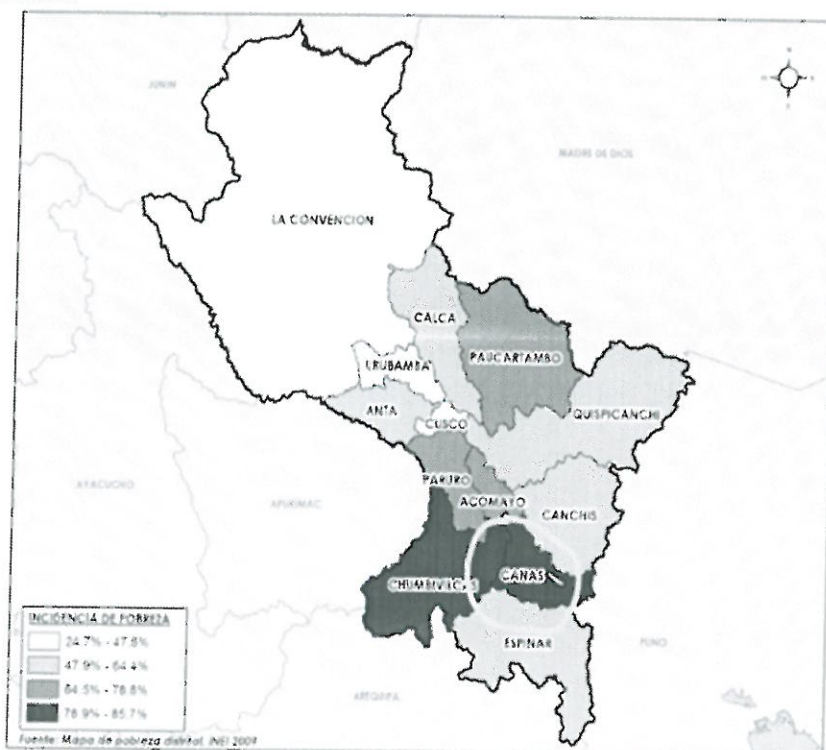 JUNIN
MADRE DE DIOS
LA CONVENCION
CALCA
URUBAMBA
PAUCARTAMBO
ANTA
CUSCO
QUISPICANCHI
PARURO
AYACUCHO
APURIMAC
ACOMAYO
CANCHIS
CHUMBIVILCAS
CANAS
ESPINAR
PUNO
AREQUIPA
INCIDENCIA DE POBREZA
24.7% - 47.8%
47.9% - 64.4%
64.5% - 78.8%
78.9% - 85.7%
Fuente: Mapa de pobreza distrital, INEI 2009